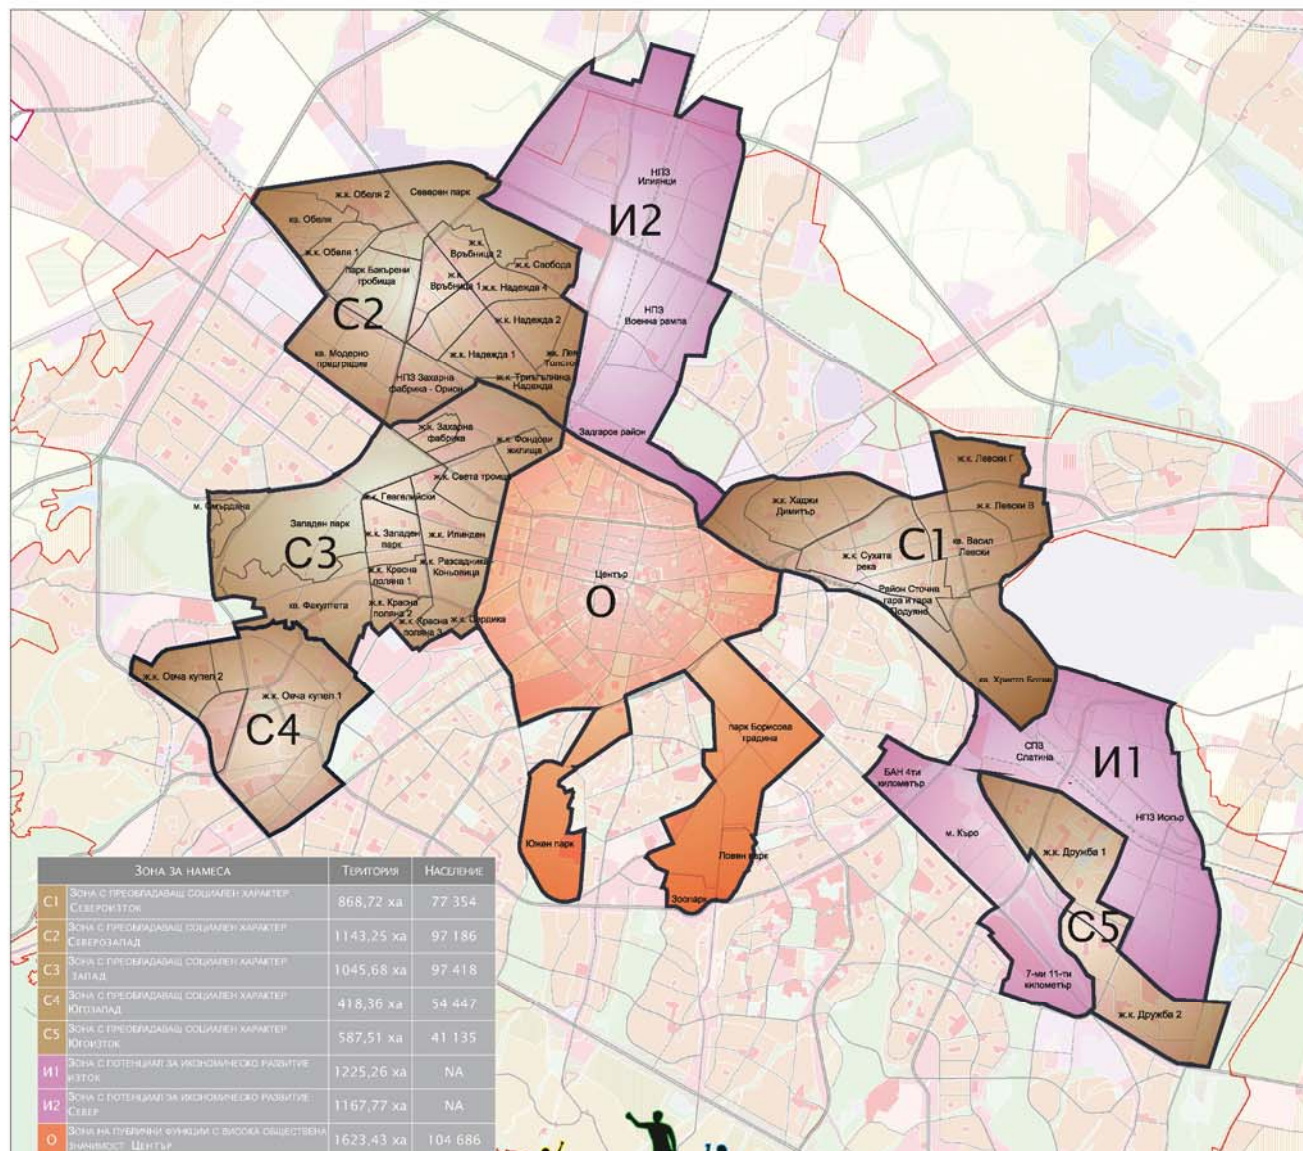 НПЗ
Илиянци
И2
ж.к. Обеля 2
Северен парк
кв. Обеля
ж.к. Обеля 1
парк Бакърени
гробища
ж.к.
Връбница 2
ж.к. Свобода
ж.к.
Връбница 1
ж.к. Надежда 4
С2
ж.к. Надежда 2
НПЗ
Военна рампа
кв. Модерно
предградие
ж.к. Надежда 1
жк. Лев
Толстой
НПЗ Захарна
фабрика - Орион
ж.к. Триъгълника
Надежда
ж.к. Захарна
фабрика
ж.к. Фондови
жилища
Задгаров район
ж.к. Света троица
ж.к. Левски Г
ж.к. Гевгелийски
м. Смърдана
Западен парк
ж.к. Хаджи
Димитър
ж.к. Левски В
С3
ж.к. Западен
парк
ж.к. Илинден
С1
кв. Васил
Левски
ж.к. Сухата
река
ж.к. Разсадника
Коньовица
ж.к. Красна
поляна 1
Център
О
Район Сточна
гара и гара
Подуяне
кв. Факултета
ж.к. Красна
поляна 2
ж.к. Красна
поляна 3
ж.к. Сердика
ж.к. Овча купел 2
ж.к. Овча купел 1
С4
кв. Христо Ботев
парк Борисова
градина
СПЗ
Слатина
И1
БАН 4ти
километър
НПЗ Искър
м. Къро
Южен парк
Ловен парк
ж.к. Дружба 1
Зоопарк
С5
7-ми 11-ти
километър
ж.к. Дружба 2
Зона за намеса Територия Население
С1 Зона с преобладаващ социален характер
Североизток 868,72 ха 77 354
С2 Зона с преобладаващ социален характер
Северозапад 1143,25 ха 97 186
С3 Зона с преобладаващ социален характер
запад 1045,68 ха 97 418
С4 Зона с преобладаващ социален характер
Югозапад 418,36 ха 54 447
С5 Зона с преобладаващ социален характер
Югоизток 587,51 ха 41 135
И1 Зона с потенциал за икономическо развитие
изток 1225,26 ха NA
И2 Зона с потенциал за икономическо развитие
Север 1167,77 ха NA
О Зона на публични функции с висока обществена
значимост Център 1623,43 ха 104 686